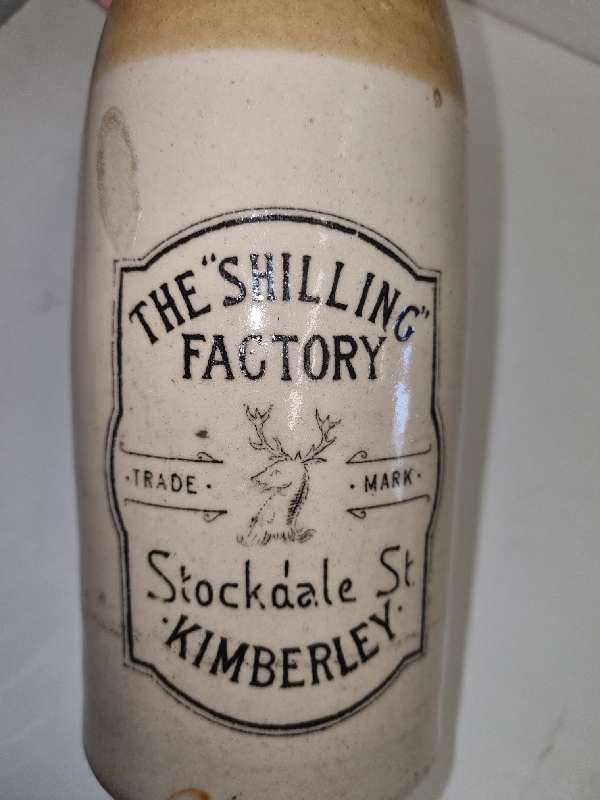 THE "SHILLING"
FACTORY
·TRADE· ·MARK·
Stockdale St.
·KIMBERLEY·